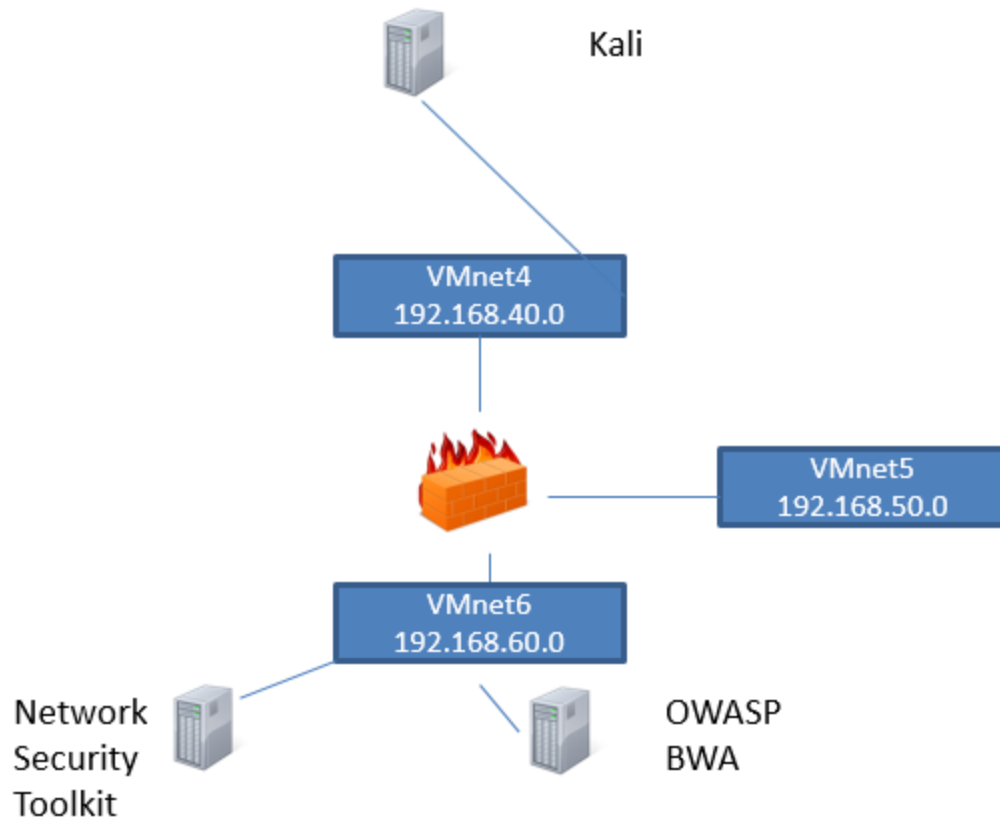 Kali
VMnet4
192.168.40.0
VMnet5
192.168.50.0
VMnet6
192.168.60.0
Network
Security
Toolkit
OWASP
BWA